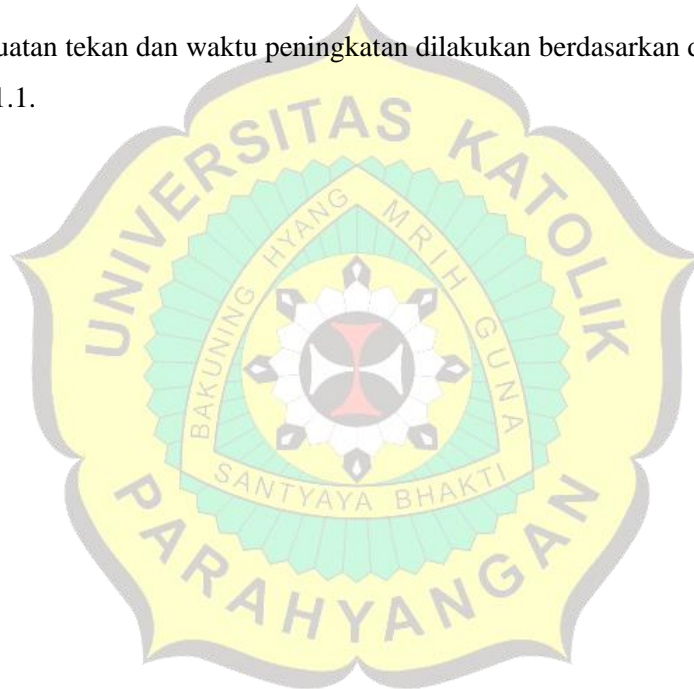 uatan tekan dan waktu peningkatan dilakukan berdasarkan
1.1.
UNIVERSITAS KATOLIK
PARAHYANGAN
BAKUNING HYANG MRIH GUNA
SANTYAYA BHAKTI